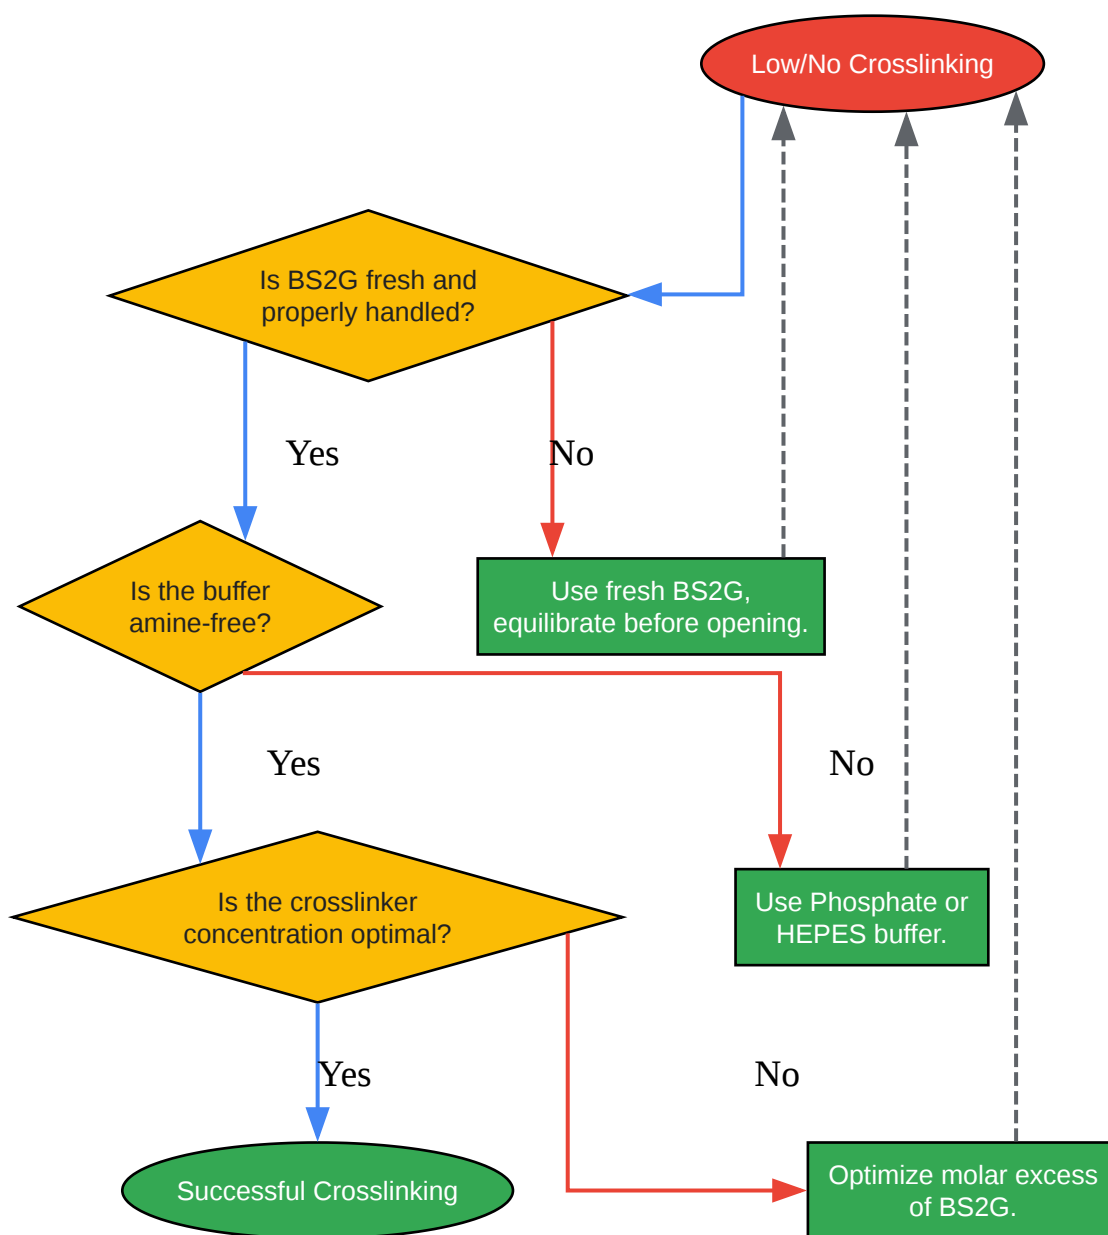 Low/No Crosslinking
Is BS2G fresh and
properly handled?
Yes
No
Is the buffer
amine-free?
Use fresh BS2G,
equilibrate before opening.
Yes
No
Is the crosslinker
concentration optimal?
Use Phosphate or
HEPES buffer.
Yes
No
Successful Crosslinking
Optimize molar excess
of BS2G.